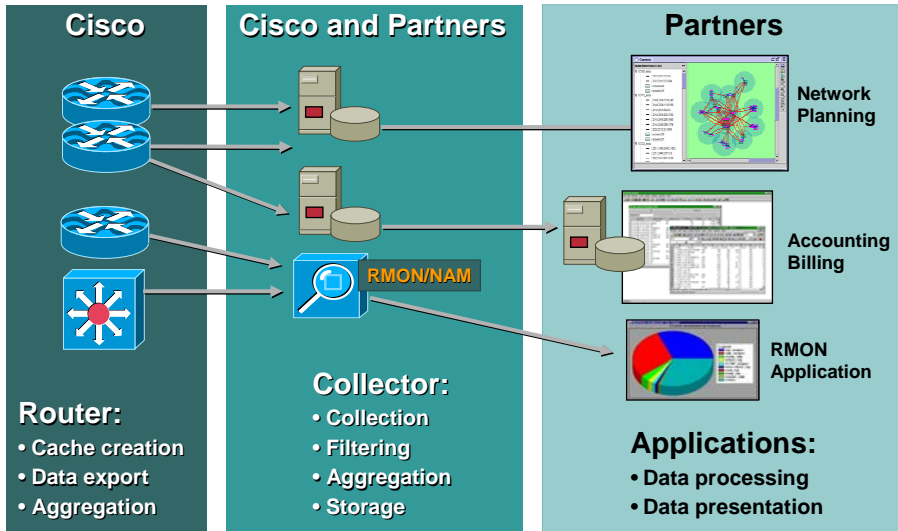 Cisco
Cisco and Partners
Partners
Network
Planning
Accounting
Billing
RMON/NAM
RMON
Application
Router:
• Cache creation
• Data export
• Aggregation
Collector:
• Collection
• Filtering
• Aggregation
• Storage
Applications:
• Data processing
• Data presentation